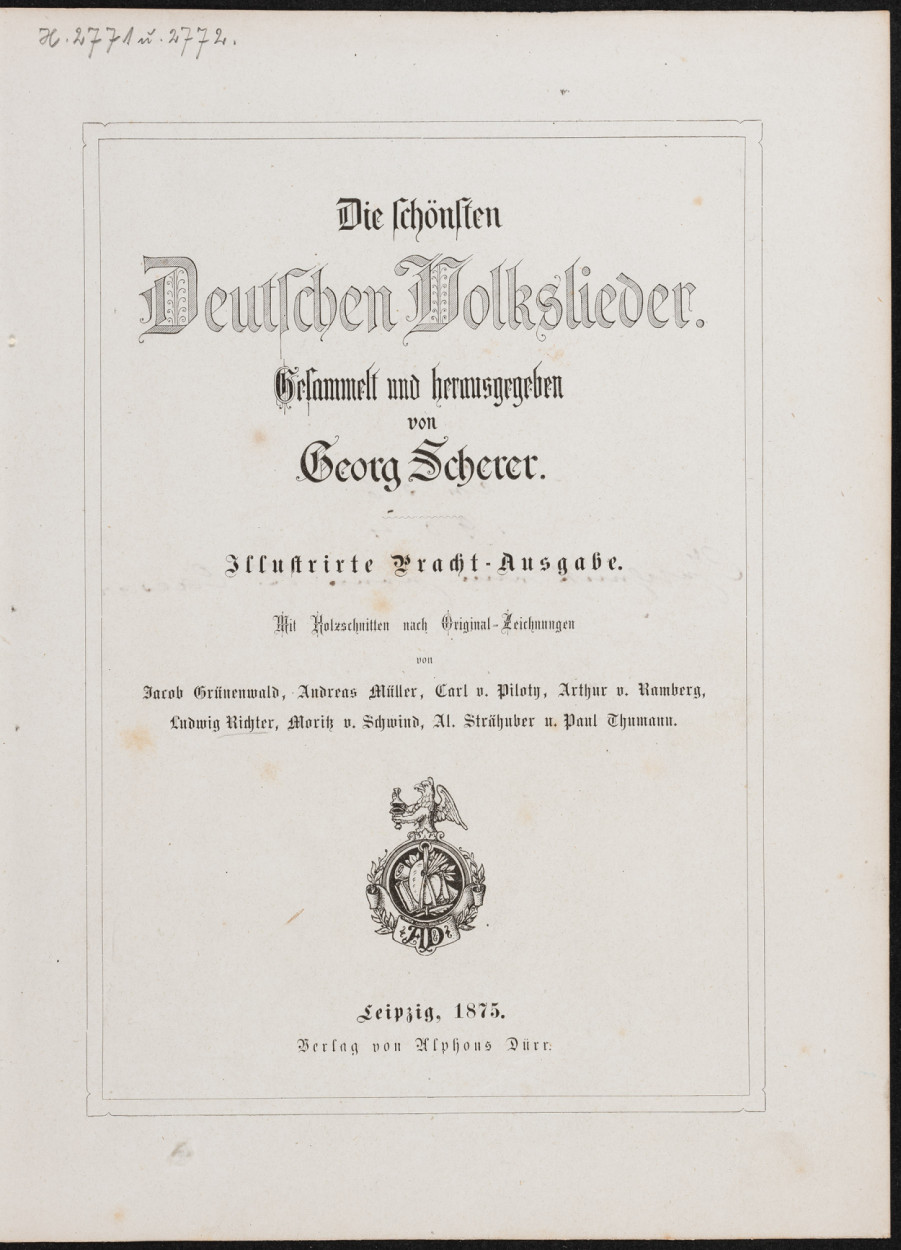 H. 2771 u. 2772.
Die schönsten
Deutschen Volkslieder.
Gesammelt und herausgegeben
von
Georg Scherer.
Illustrirte Pracht-Ausgabe.
Mit Holzschnitten nach Original-Zeichnungen
von
Jacob Grünenwald, Andreas Müller, Carl v. Piloty, Arthur v. Ramberg,
Ludwig Richter, Moritz v. Schwind, Al. Strähuber u. Paul Thumann.
AD
Leipzig, 1875.
Verlag von Alphons Dürr.